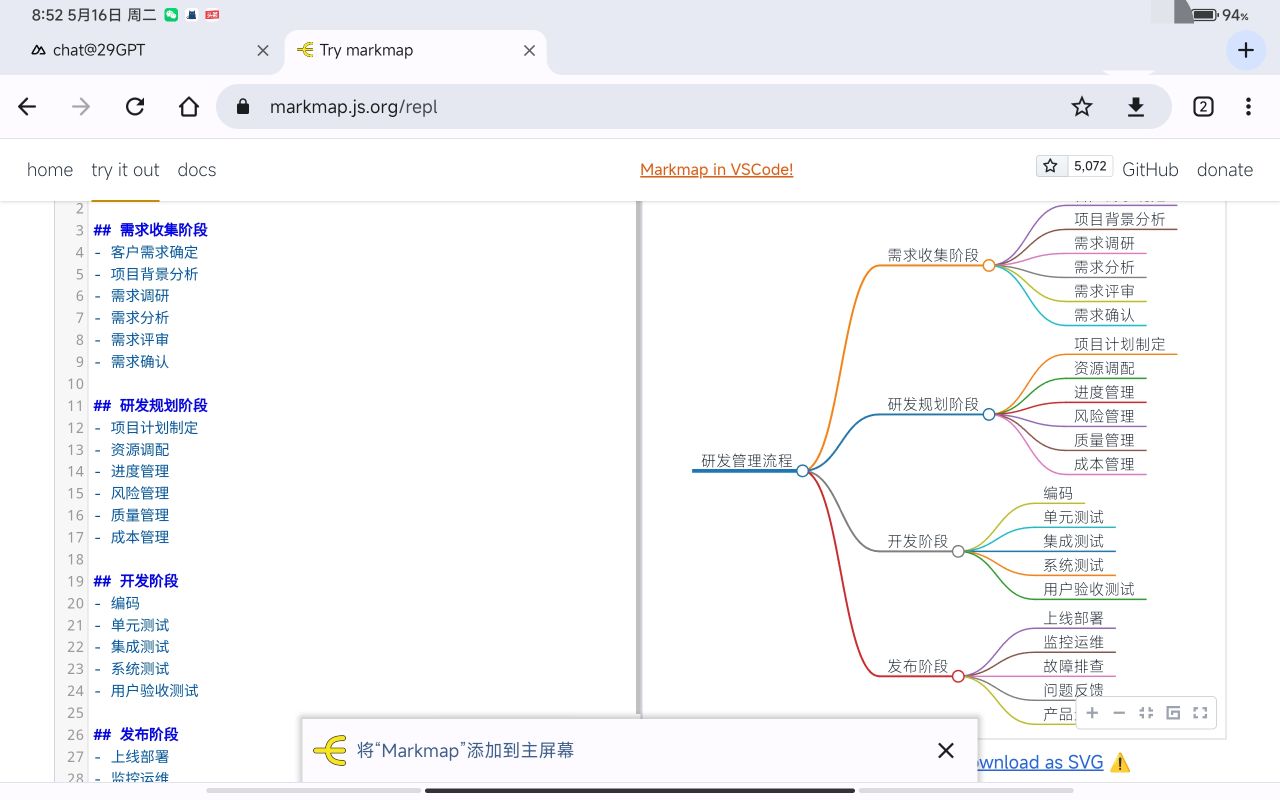 8:52 5月16日 周二
94%
chat@29GPT
Try markmap
markmap.js.org/repl
2
home try it out docs
Markmap in VSCode!
5,072 GitHub donate
2
3 ## 需求收集阶段
4 - 客户需求确定
5 - 项目背景分析
6 - 需求调研
7 - 需求分析
8 - 需求评审
9 - 需求确认
10
11 ## 研发规划阶段
12 - 项目计划制定
13 - 资源调配
14 - 进度管理
15 - 风险管理
16 - 质量管理
17 - 成本管理
18
19 ## 开发阶段
20 - 编码
21 - 单元测试
22 - 集成测试
23 - 系统测试
24 - 用户验收测试
25
26 ## 发布阶段
27 - 上线部署
28 - 监控运维
研发管理流程
需求收集阶段
项目背景分析
需求调研
需求分析
需求评审
需求确认
研发规划阶段
项目计划制定
资源调配
进度管理
风险管理
质量管理
成本管理
开发阶段
编码
单元测试
集成测试
系统测试
用户验收测试
发布阶段
上线部署
监控运维
故障排查
问题反馈
产品
将“Markmap”添加到主屏幕
wnload as SVG